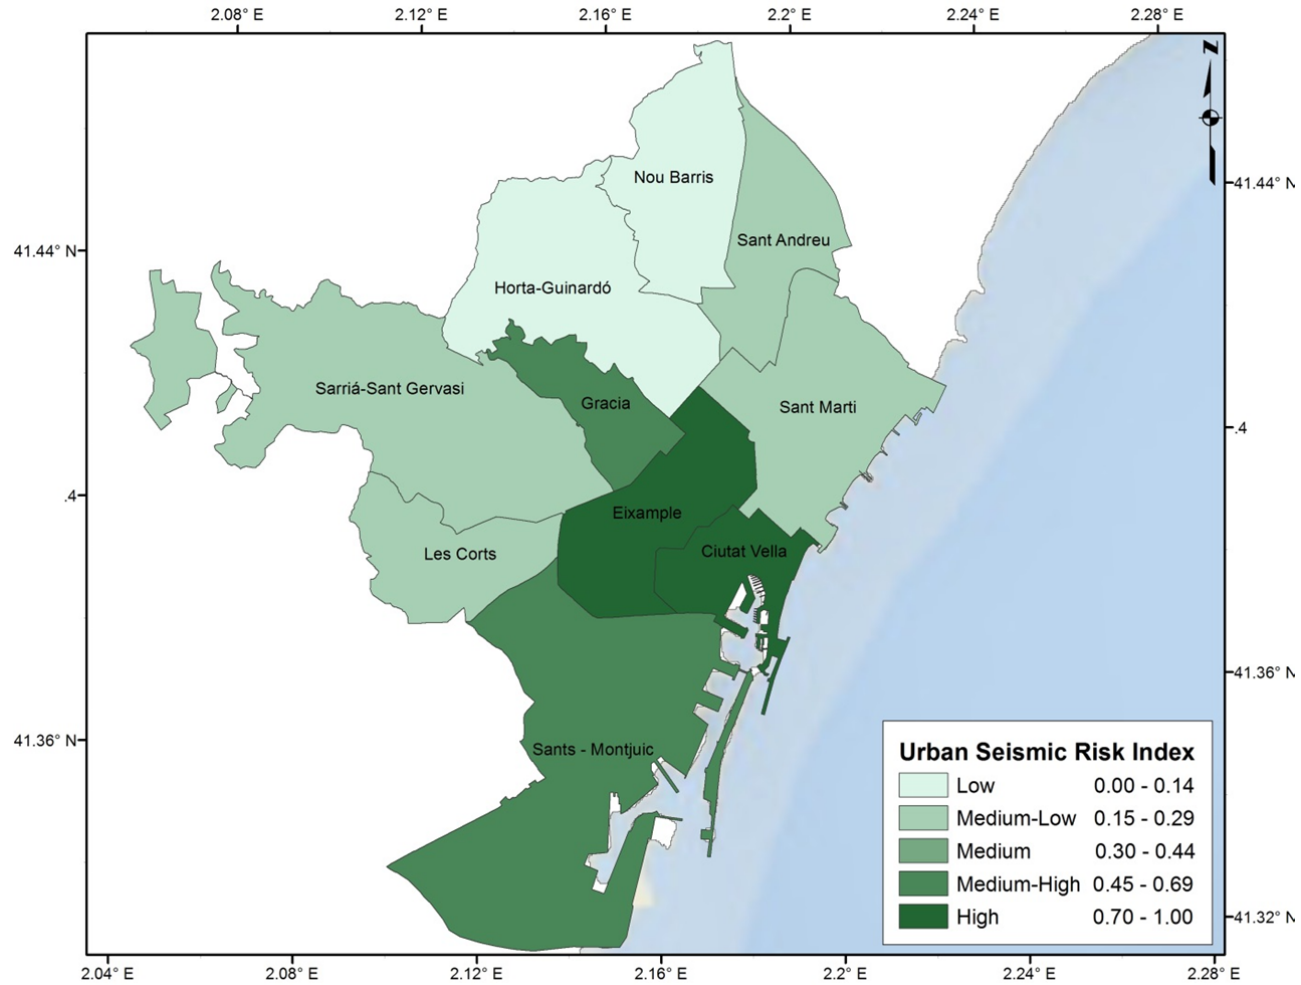 2.08° E 2.12° E 2.16° E 2.2° E 2.24° E 2.28° E
N
Nou Barris
41.44° N
Sant Andreu
41.44° N
Horta-Guinardó
Sarriá-Sant Gervasi
Gracia
Sant Marti
.4
.4
Eixample
Ciutat Vella
Les Corts
41.36° N
41.36° N
Sants - Montjuic
Urban Seismic Risk Index
Low 0.00 - 0.14
Medium-Low 0.15 - 0.29
Medium 0.30 - 0.44
Medium-High 0.45 - 0.69
High 0.70 - 1.00
41.32° N
2.04° E 2.08° E 2.12° E 2.16° E 2.2° E 2.24° E 2.28° E